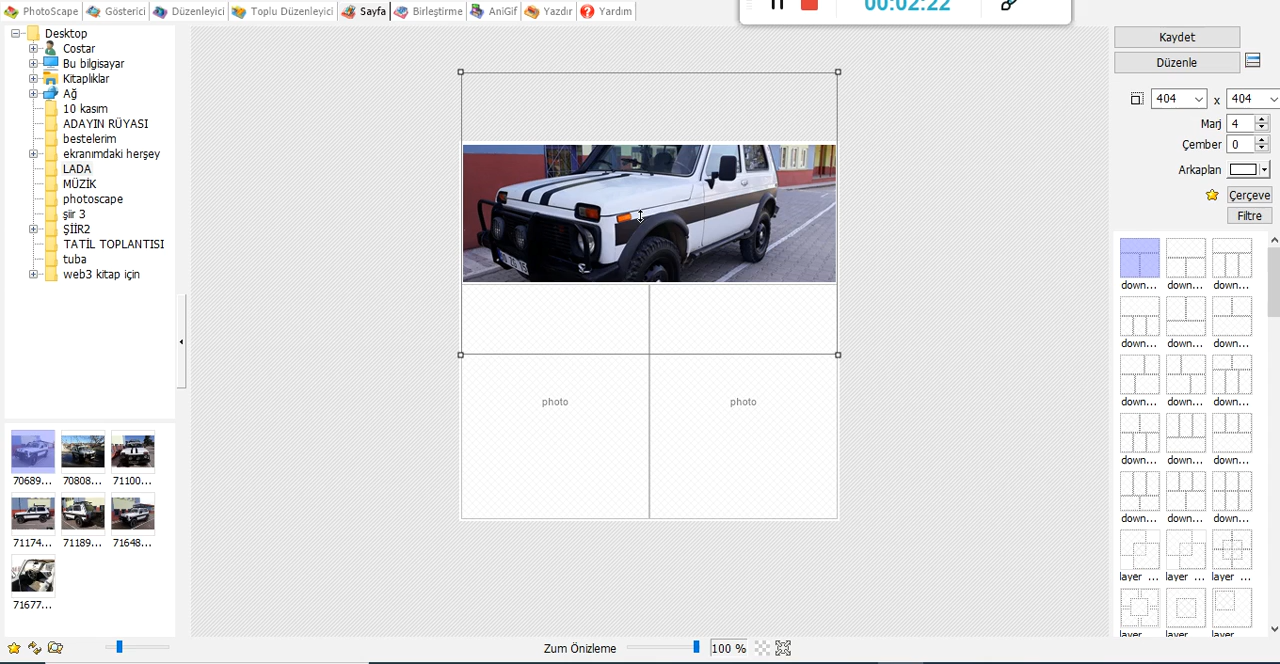 PhotoScape Gösterici Düzenleyici Toplu Düzenleyici Sayfa Birleştirme AniGif Yazdır Yardım
00:02:22
Desktop
Costar
Bu bilgisayar
Kitaplıklar
Ağ
10 kasım
ADAYIN RÜYASI
bestelerim
ekranımdaki herşey
LADA
MÜZİK
photoscape
şiir 3
ŞİİR2
TATİL TOPLANTISI
tuba
web3 kitap için
70689... 70808... 71100...
71174... 71189... 71648...
71677...
photo photo
Zum Önizleme 100 %
Kaydet
Düzenle
404 x 404
Marj 4
Çember 0
Arkaplan
Çerçeve
Filtre
down... down... down...
down... down... down...
down... down... down...
down... down... down...
down... down... down...
layer ... layer ... layer ...
layer layer layer